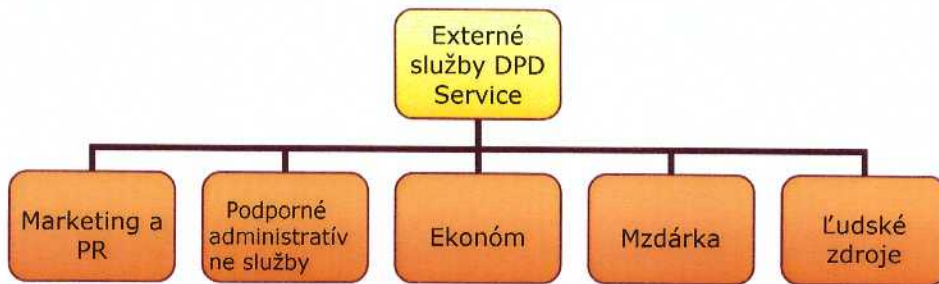 Externé
služby DPD
Service
Marketing a
PR
Podporné
administratív
ne služby
Ekonóm
Mzdárka
Ľudské
zdroje